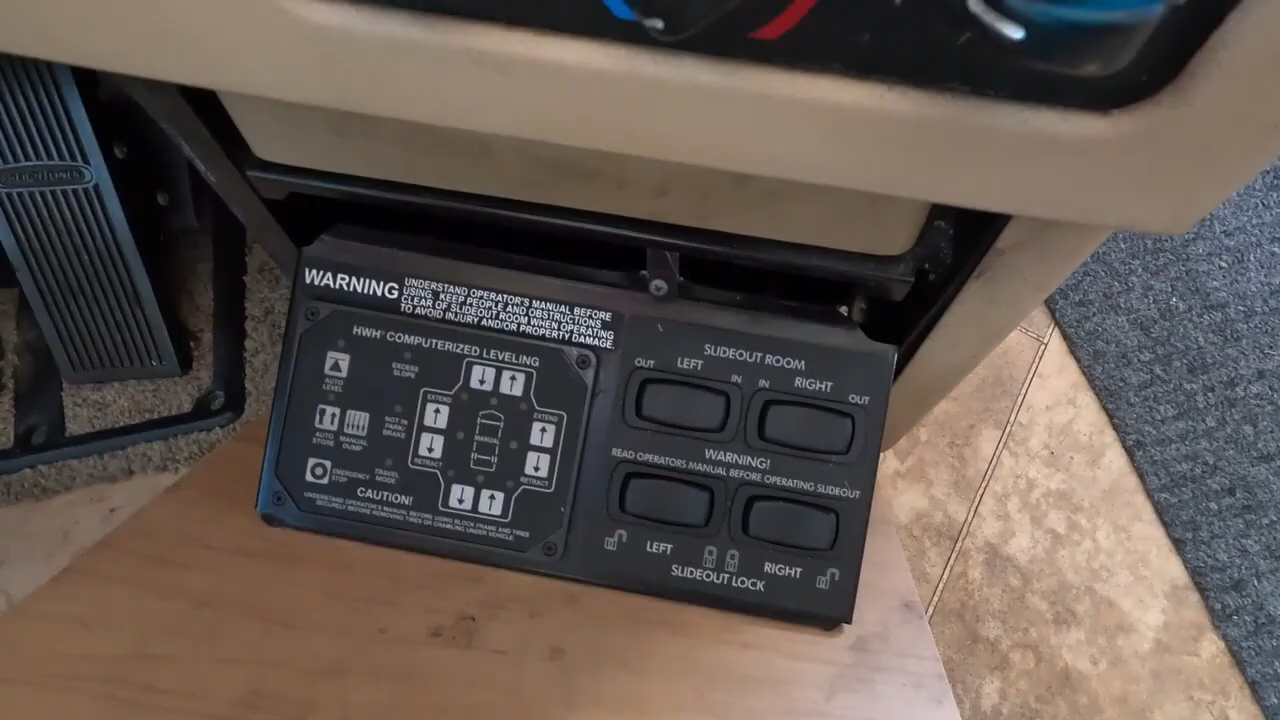 FREIGHTLINER
WARNING
UNDERSTAND OPERATOR'S MANUAL BEFORE
USING. KEEP PEOPLE AND OBSTRUCTIONS
CLEAR OF SLIDEOUT ROOM WHEN OPERATING
TO AVOID INJURY AND/OR PROPERTY DAMAGE.
HWH® COMPUTERIZED LEVELING
AUTO
LEVEL
EXCESS
SLOPE
EXTEND
EXTEND
AUTO
STORE
MANUAL
DUMP
NOT IN
PARK/
BRAKE
MANUAL
RETRACT
RETRACT
EMERGENCY
STOP
TRAVEL
MODE
CAUTION!
UNDERSTAND OPERATOR'S MANUAL BEFORE USING. BLOCK FRAME AND TIRES
SECURELY BEFORE REMOVING TIRES OR CRAWLING UNDER VEHICLE
SLIDEOUT ROOM
OUT LEFT IN IN RIGHT OUT
WARNING!
READ OPERATORS MANUAL BEFORE OPERATING SLIDEOUT
LEFT RIGHT
SLIDEOUT LOCK